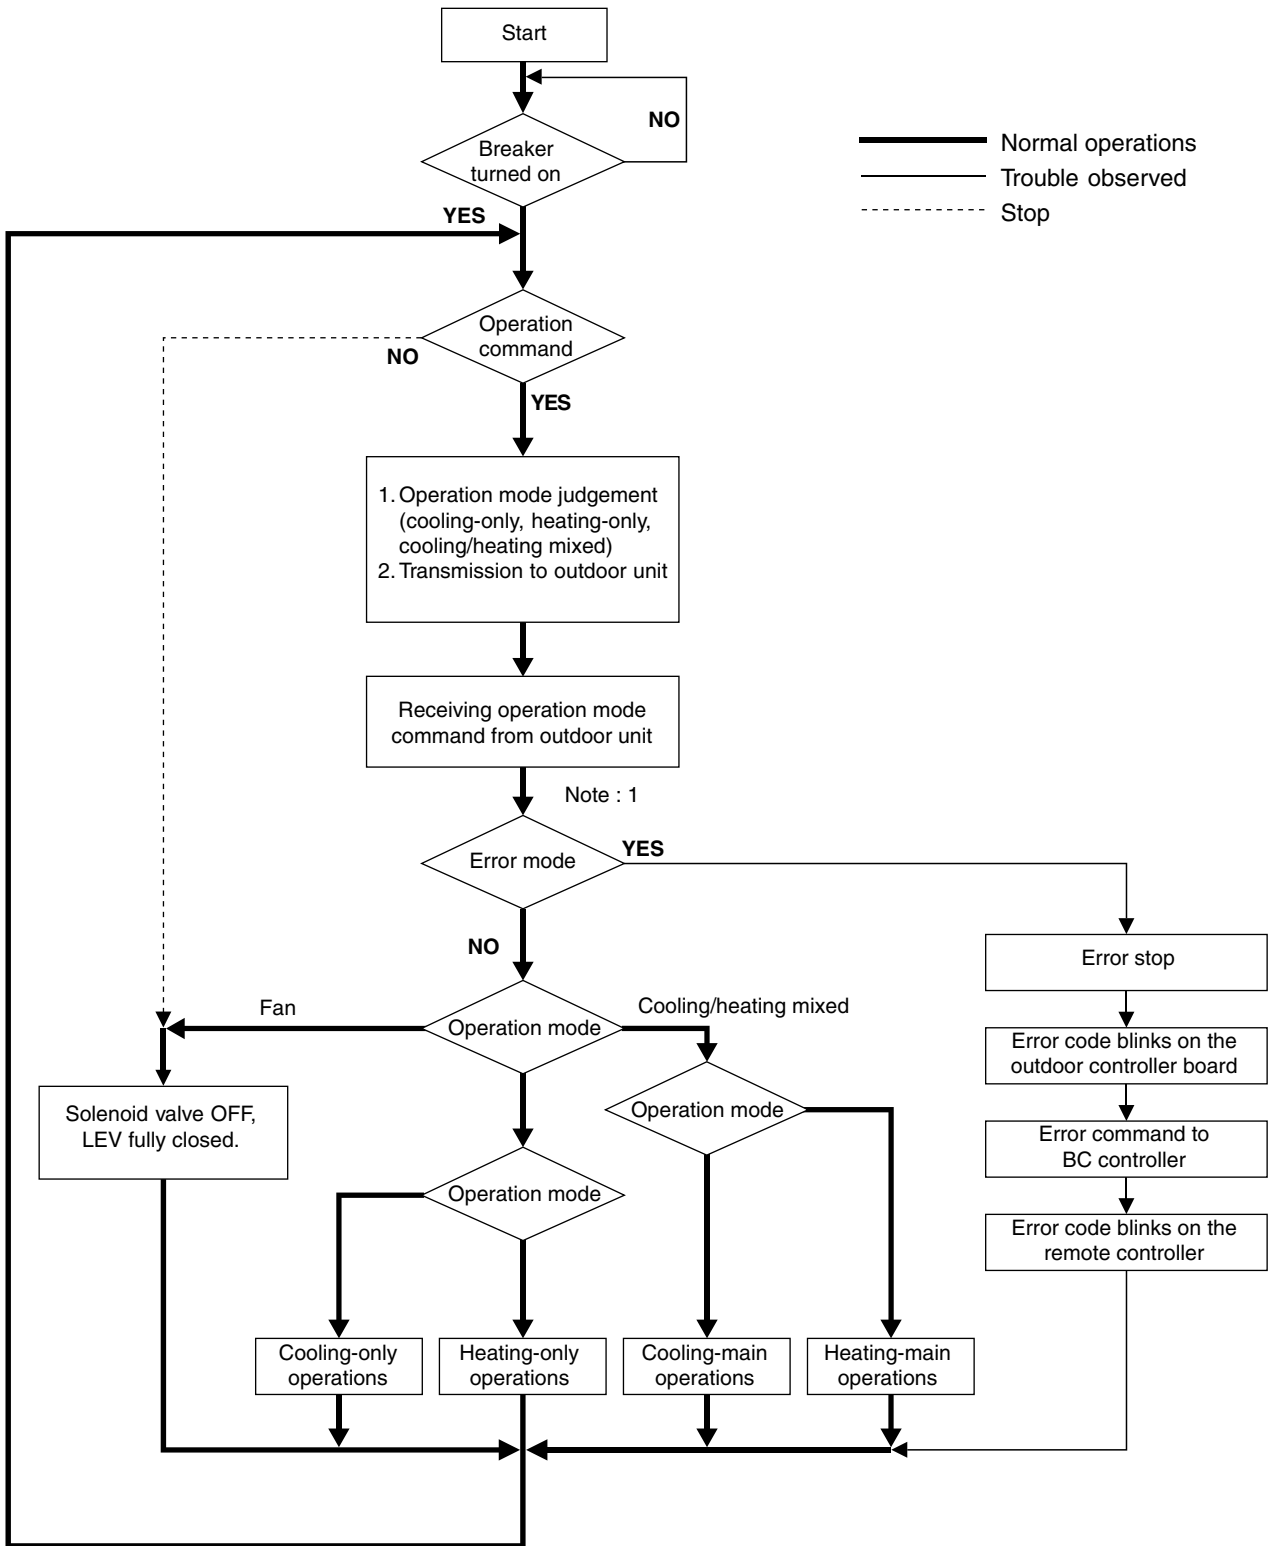 Start
NO
Breaker
turned on
Normal operations
Trouble observed
Stop
YES
Operation
command
NO
YES
1. Operation mode judgement
(cooling-only, heating-only,
cooling/heating mixed)
2. Transmission to outdoor unit
Receiving operation mode
command from outdoor unit
Note : 1
Error mode
YES
NO
Error stop
Fan
Operation mode
Cooling/heating mixed
Error code blinks on the
outdoor controller board
Solenoid valve OFF,
LEV fully closed.
Operation mode
Error command to
BC controller
Operation mode
Error code blinks on the
remote controller
Cooling-only
operations
Heating-only
operations
Cooling-main
operations
Heating-main
operations